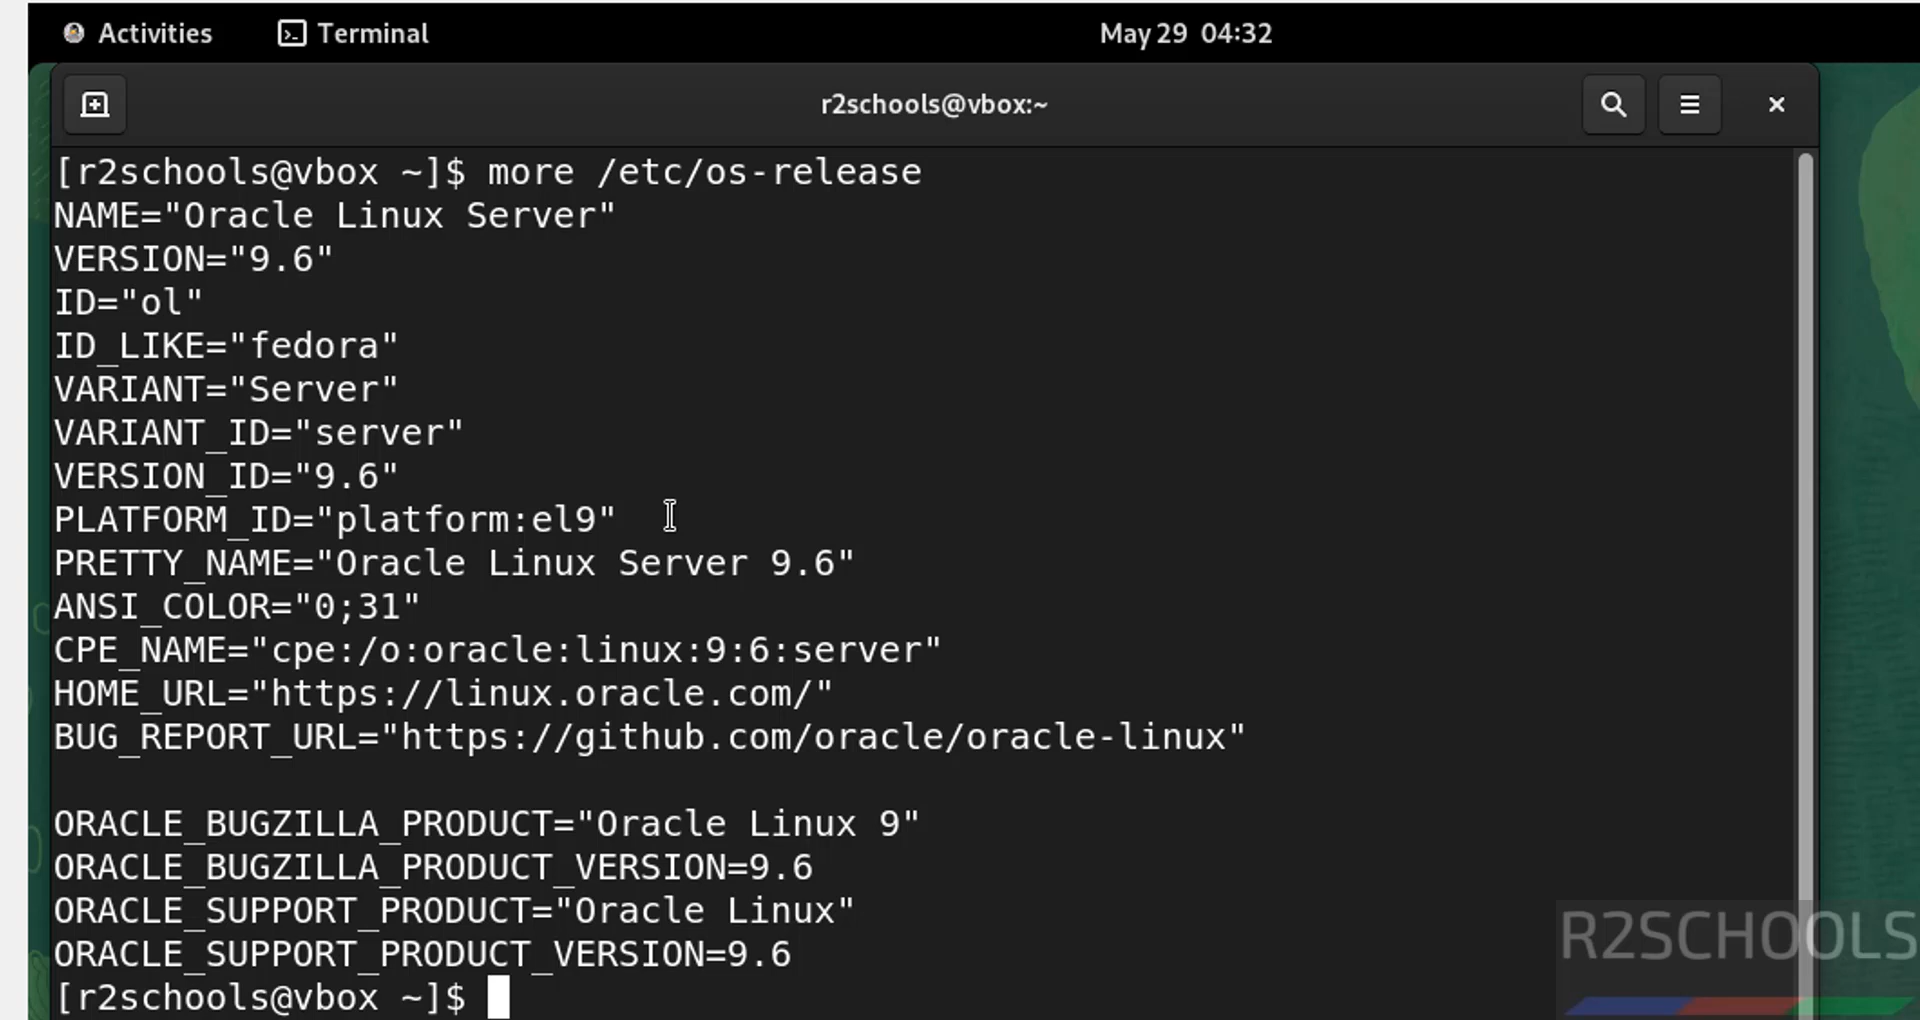 Activities Terminal May 29 04:32
r2schools@vbox:~
[r2schools@vbox ~]$ more /etc/os-release
NAME="Oracle Linux Server"
VERSION="9.6"
ID="ol"
ID_LIKE="fedora"
VARIANT="Server"
VARIANT_ID="server"
VERSION_ID="9.6"
PLATFORM_ID="platform:el9"
PRETTY_NAME="Oracle Linux Server 9.6"
ANSI_COLOR="0;31"
CPE_NAME="cpe:/o:oracle:linux:9:6:server"
HOME_URL="https://linux.oracle.com/"
BUG_REPORT_URL="https://github.com/oracle/oracle-linux"

ORACLE_BUGZILLA_PRODUCT="Oracle Linux 9"
ORACLE_BUGZILLA_PRODUCT_VERSION=9.6
ORACLE_SUPPORT_PRODUCT="Oracle Linux"
ORACLE_SUPPORT_PRODUCT_VERSION=9.6
[r2schools@vbox ~]$
R2SCHOOLS